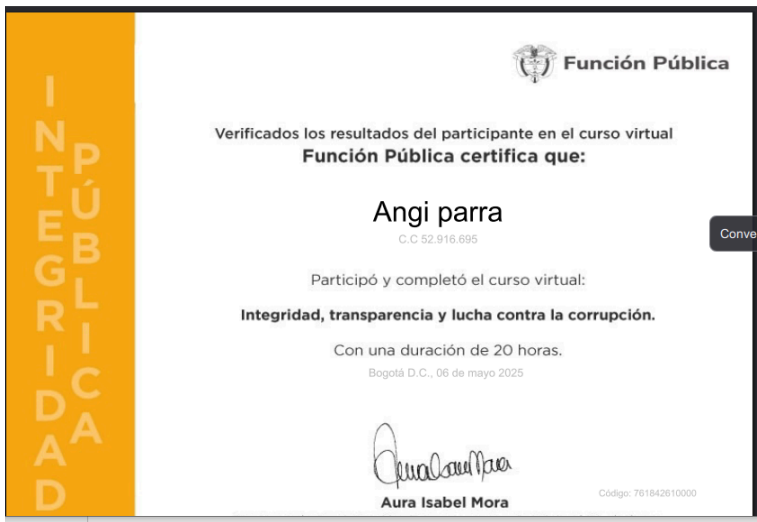 INTEGRIDAD
PÚBLICA
Función Pública
Verificados los resultados del participante en el curso virtual
Función Pública certifica que:
Angi parra
C.C 52.916.695
Conve
Participó y completó el curso virtual:
Integridad, transparencia y lucha contra la corrupción.
Con una duración de 20 horas.
Bogotá D.C., 06 de mayo 2025
Aura Isabel Mora
Código: 761842610000